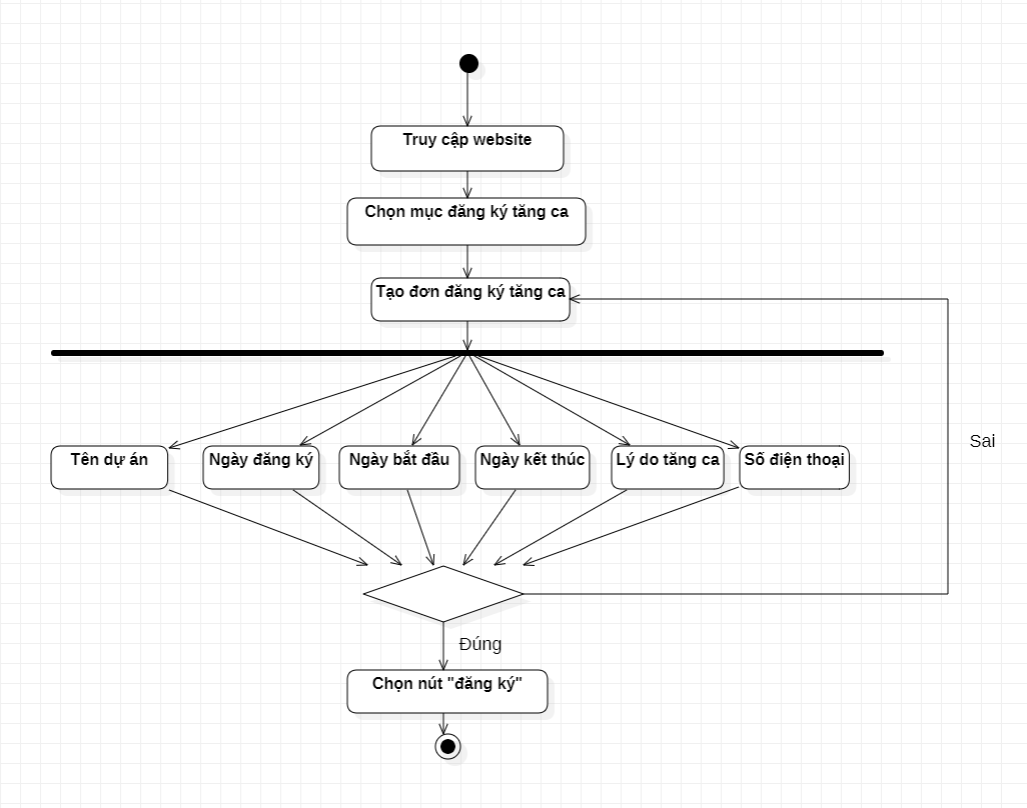 Truy cập website
Chọn mục đăng ký tăng ca
Tạo đơn đăng ký tăng ca
Sai
Tên dự án
Ngày đăng ký
Ngày bắt đầu
Ngày kết thúc
Lý do tăng ca
Số điện thoại
Đúng
Chọn nút "đăng ký"